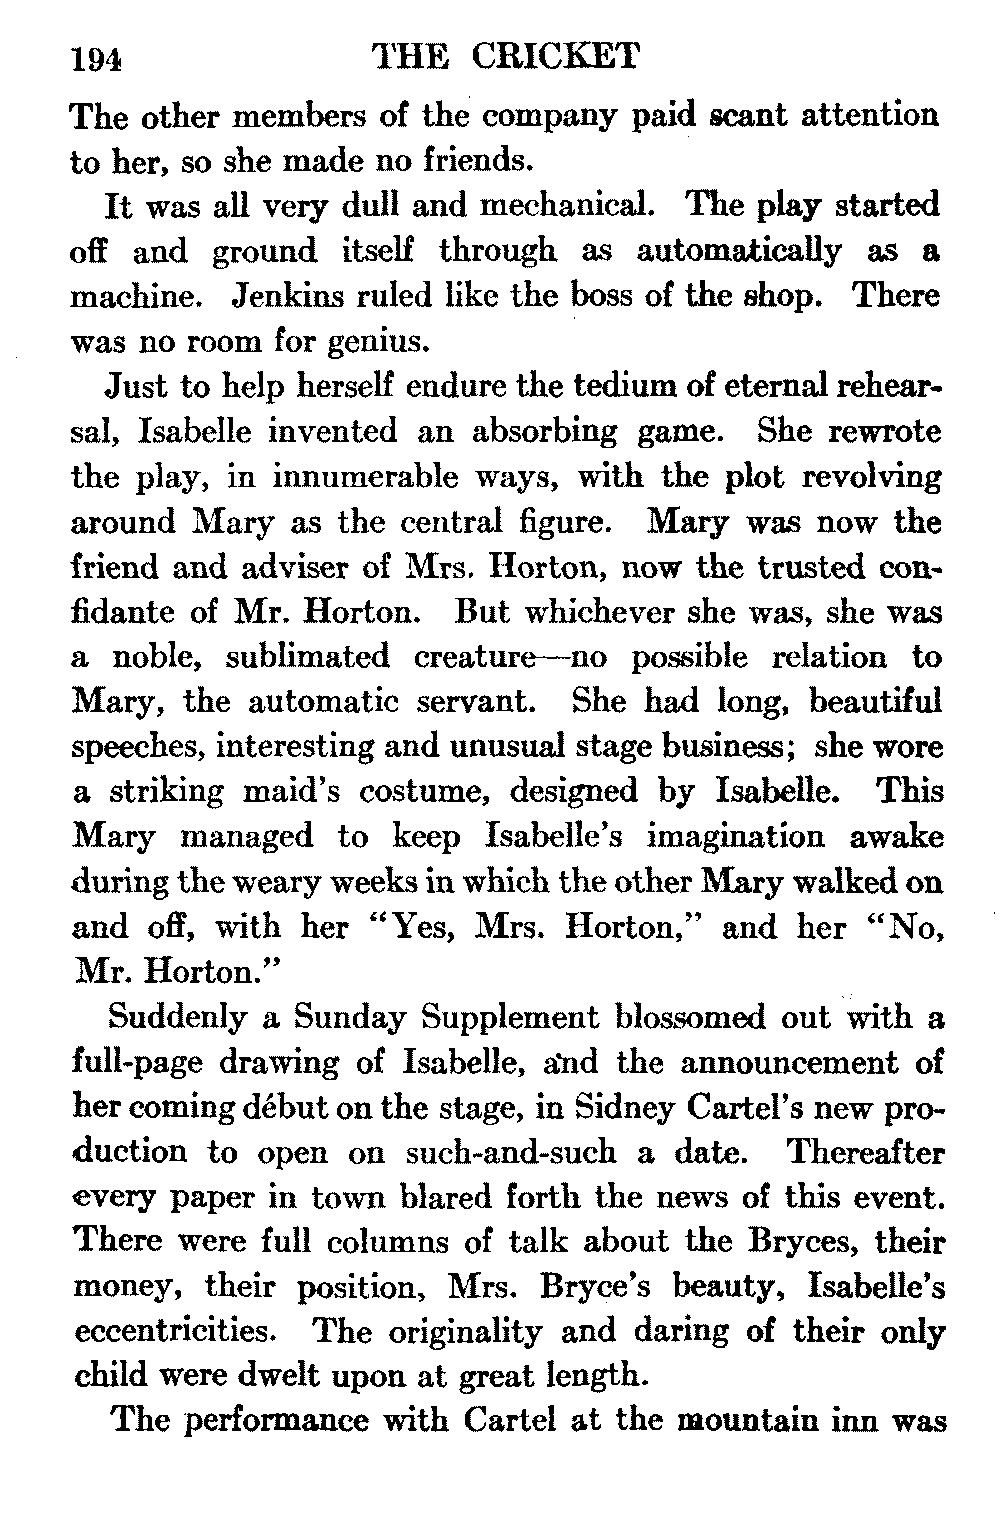 194 THE CRICKET
The other members of the company paid scant attention
to her, so she made no friends.
It was all very dull and mechanical. The play started
off and ground itself through as automatically as a
machine. Jenkins ruled like the boss of the shop. There
was no room for genius.
Just to help herself endure the tedium of eternal rehear-
sal, Isabelle invented an absorbing game. She rewrote
the play, in innumerable ways, with the plot revolving
around Mary as the central figure. Mary was now the
friend and adviser of Mrs. Horton, now the trusted con-
fidante of Mr. Horton. But whichever she was, she was
a noble, sublimated creature—no possible relation to
Mary, the automatic servant. She had long, beautiful
speeches, interesting and unusual stage business; she wore
a striking maid's costume, designed by Isabelle. This
Mary managed to keep Isabelle's imagination awake
during the weary weeks in which the other Mary walked on
and off, with her "Yes, Mrs. Horton," and her "No,
Mr. Horton."
Suddenly a Sunday Supplement blossomed out with a
full-page drawing of Isabelle, and the announcement of
her coming début on the stage, in Sidney Cartel's new pro-
duction to open on such-and-such a date. Thereafter
every paper in town blared forth the news of this event.
There were full columns of talk about the Bryces, their
money, their position, Mrs. Bryce's beauty, Isabelle's
eccentricities. The originality and daring of their only
child were dwelt upon at great length.
The performance with Cartel at the mountain inn was